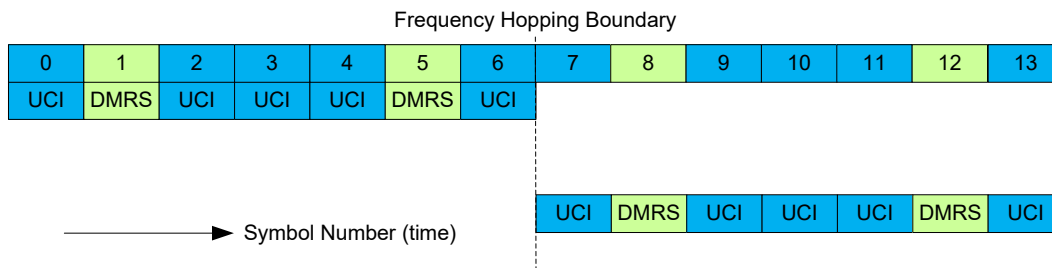 Frequency Hopping Boundary
0 1 2 3 4 5 6 7 8 9 10 11 12 13
UCI DMRS UCI UCI UCI DMRS UCI
UCI DMRS UCI UCI UCI DMRS UCI
Symbol Number (time)